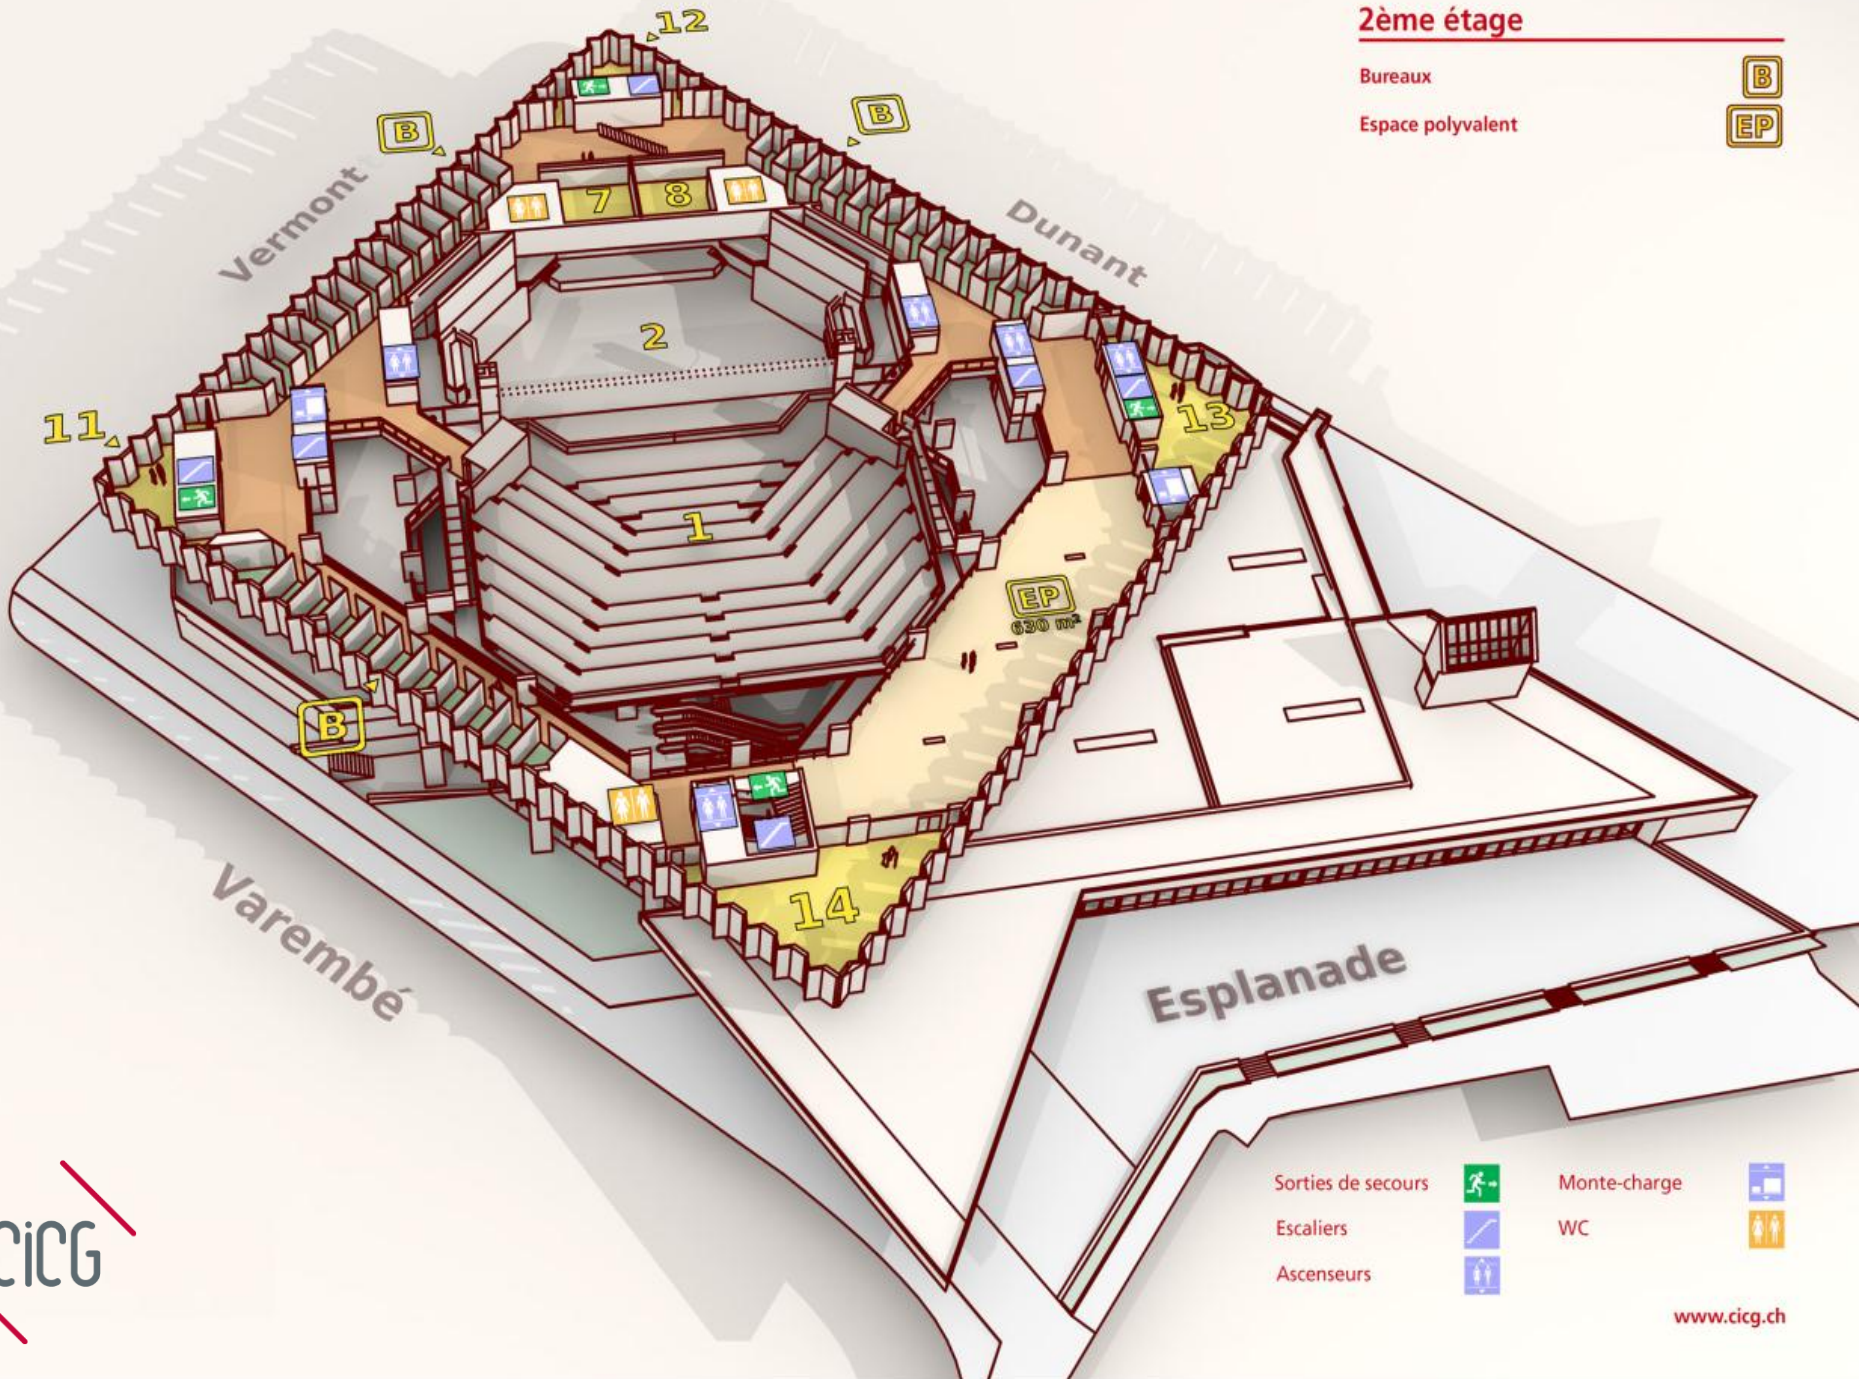 2ème étage
Bureaux
B
Espace polyvalent
EP
12
B
B
Vermont
Dunant
7
8
2
11
13
1
EP
630 m²
B
14
Varembé
Esplanade
Sorties de secours
Monte-charge
Escaliers
WC
Ascenseurs
CiCG
www.cicg.ch